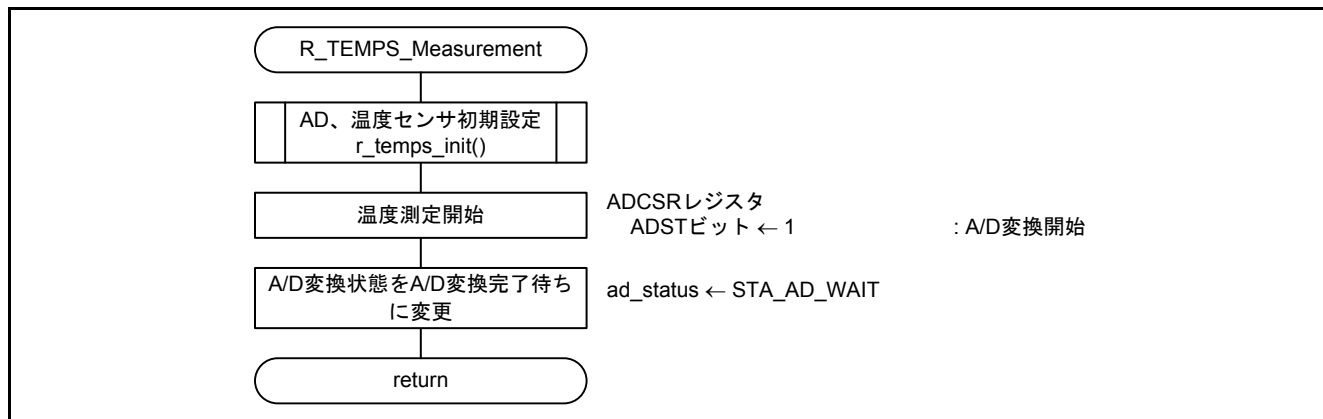 R_TEMPS_Measurement
AD、温度センサ初期設定
r_temps_init()
温度測定開始
ADCSRレジスタ
ADSTビット ← 1 : A/D変換開始
A/D変換状態をA/D変換完了待ち
に変更
ad_status ← STA_AD_WAIT
return